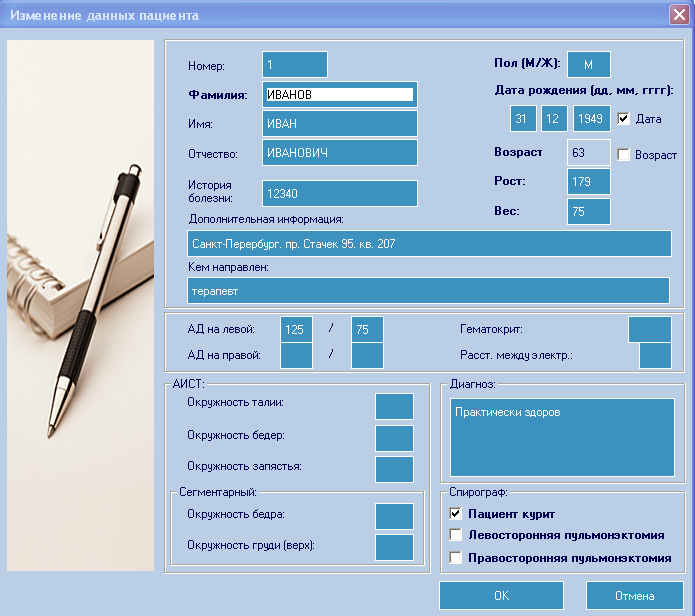 Изменение данных пациента
Номер: 1
Пол (М/Ж): М
Фамилия: ИВАНОВ
Дата рождения (дд, мм, гггг):
Имя: ИВАН
31 12 1949 Дата
Отчество: ИВАНОВИЧ
Возраст 63 Возраст
Рост: 179
История
болезни: 12340
Вес: 75
Дополнительная информация:
Санкт-Перербург. пр. Стачек 95. кв. 207
Кем направлен:
терапевт
АД на левой: 125 / 75
Гематокрит:
АД на правой: /
Расст. между электр.:
АИСТ:
Окружность талии:
Окружность бедер:
Окружность запястья:
Сегментарный:
Окружность бедра:
Окружность груди (верх):
Диагноз:
Практически здоров
Спирограф:
Пациент курит
Левосторонняя пульмонэктомия
Правосторонняя пульмонэктомия
OK
Отмена